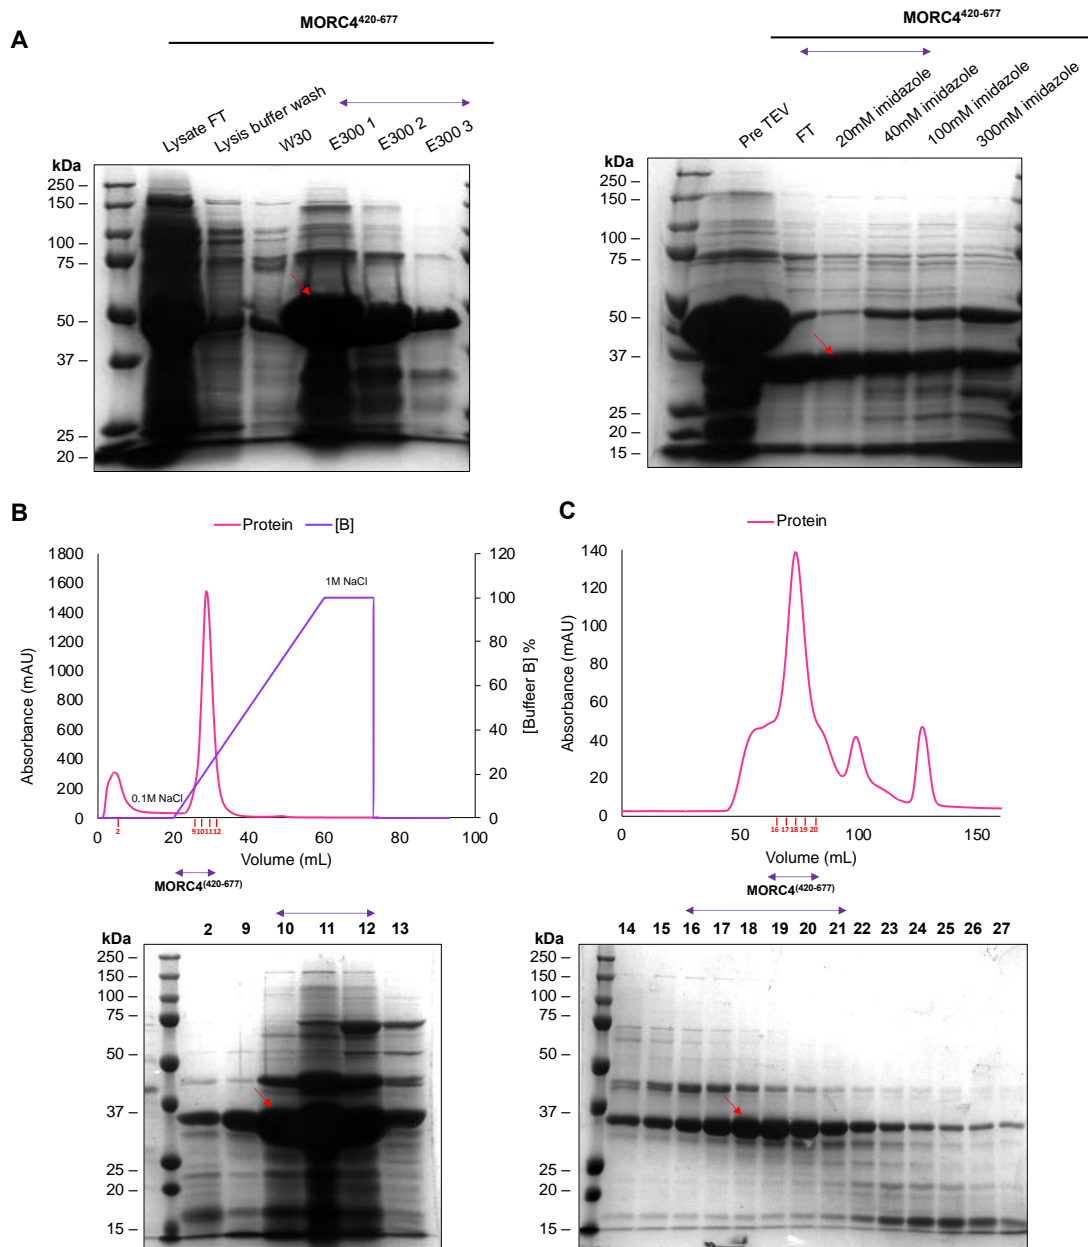 A
MORC4420-677
Lysate FT
Lysis buffer wash
W30
E300 1
E300 2
E300 3
kDa
250 –
150 –
100 –
75 –
50 –
37 –
25 –
20 –
MORC4420-677
Pre TEV
FT
20mM imidazole
40mM imidazole
100mM imidazole
300mM imidazole
kDa
250 –
150 –
100 –
75 –
50 –
37 –
25 –
20 –
15 –
B
Protein
[B]
1800
1600
1400
1200
1000
800
600
400
200
0
Absorbance (mAU)
120
100
80
60
40
20
0
[Buffeer B] %
1M NaCl
0.1M NaCl
0 20 40 60 80 100
2 9 10 11 12
Volume (mL)
MORC4(420-677)
2 9 10 11 12 13
kDa
250 –
150 –
100 –
75 –
50 –
37 –
25 –
20 –
15 –
C
Protein
140
120
100
80
60
40
20
0
Absorbance (mAU)
0 50 100 150
16 17 18 19 20
Volume (mL)
MORC4(420-677)
14 15 16 17 18 19 20 21 22 23 24 25 26 27
kDa
250 –
150 –
100 –
75 –
50 –
37 –
25 –
20 –
15 –